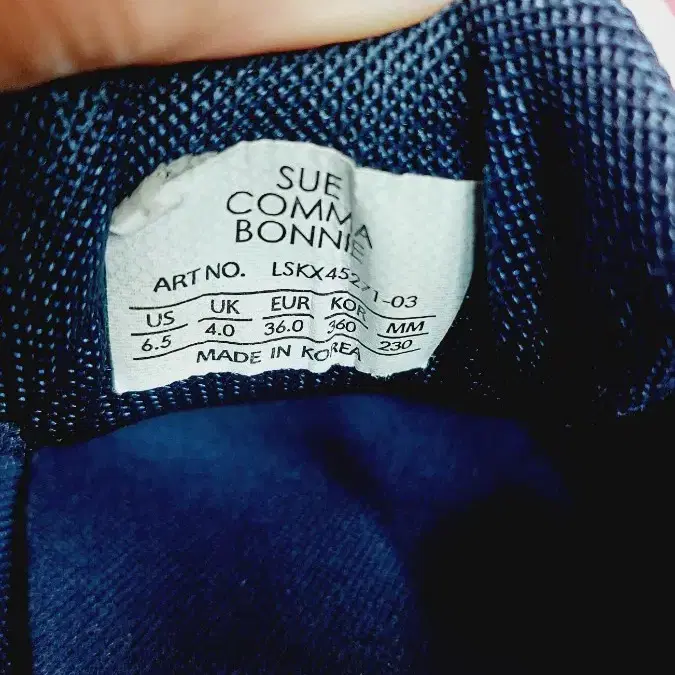 SUE
COMMA
BONNIE
ART NO. LSKX45271-03
US UK EUR KOR MM
6.5 4.0 36.0 360 230
MADE IN KOREA